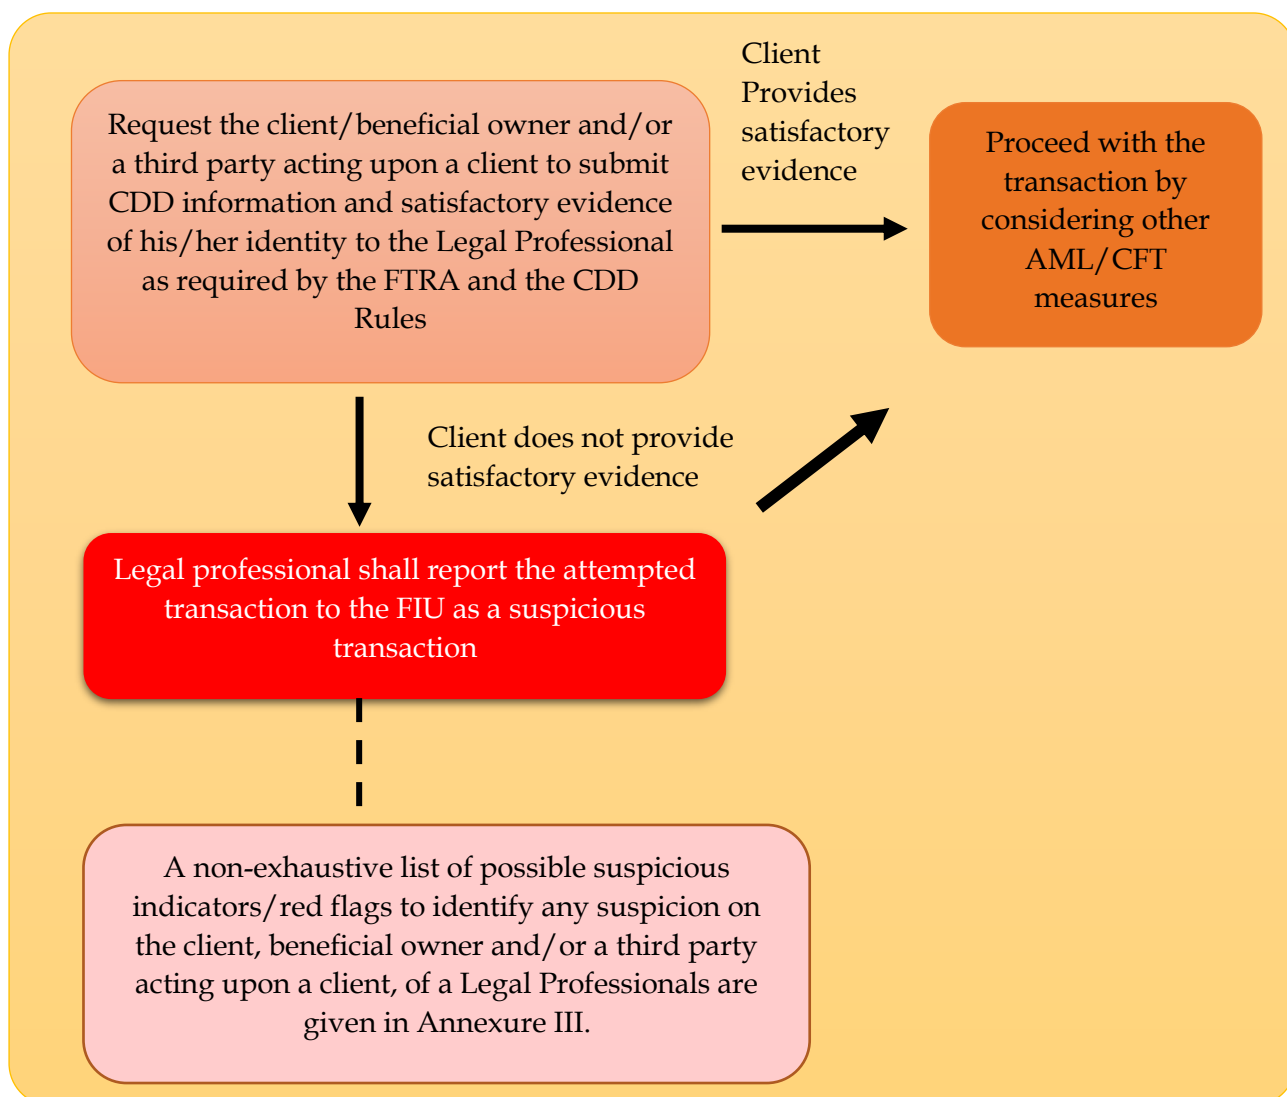 Request the client/beneficial owner and/or
a third party acting upon a client to submit
CDD information and satisfactory evidence
of his/her identity to the Legal Professional
as required by the FTRA and the CDD
Rules
Client
Provides
satisfactory
evidence
Proceed with the
transaction by
considering other
AML/CFT
measures
Client does not provide
satisfactory evidence
Legal professional shall report the attempted
transaction to the FIU as a suspicious
transaction
A non-exhaustive list of possible suspicious
indicators/red flags to identify any suspicion on
the client, beneficial owner and/or a third party
acting upon a client, of a Legal Professionals are
given in Annexure III.